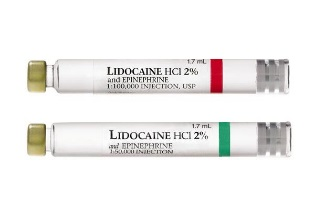 1.7 mL
LIDOCAINE HCl 2%
and EPINEPHRINE
1:100,000 INJECTION, USP
1.7 mL
LIDOCAINE HCl 2%
and EPINEPHRINE
1:50,000 INJECTION